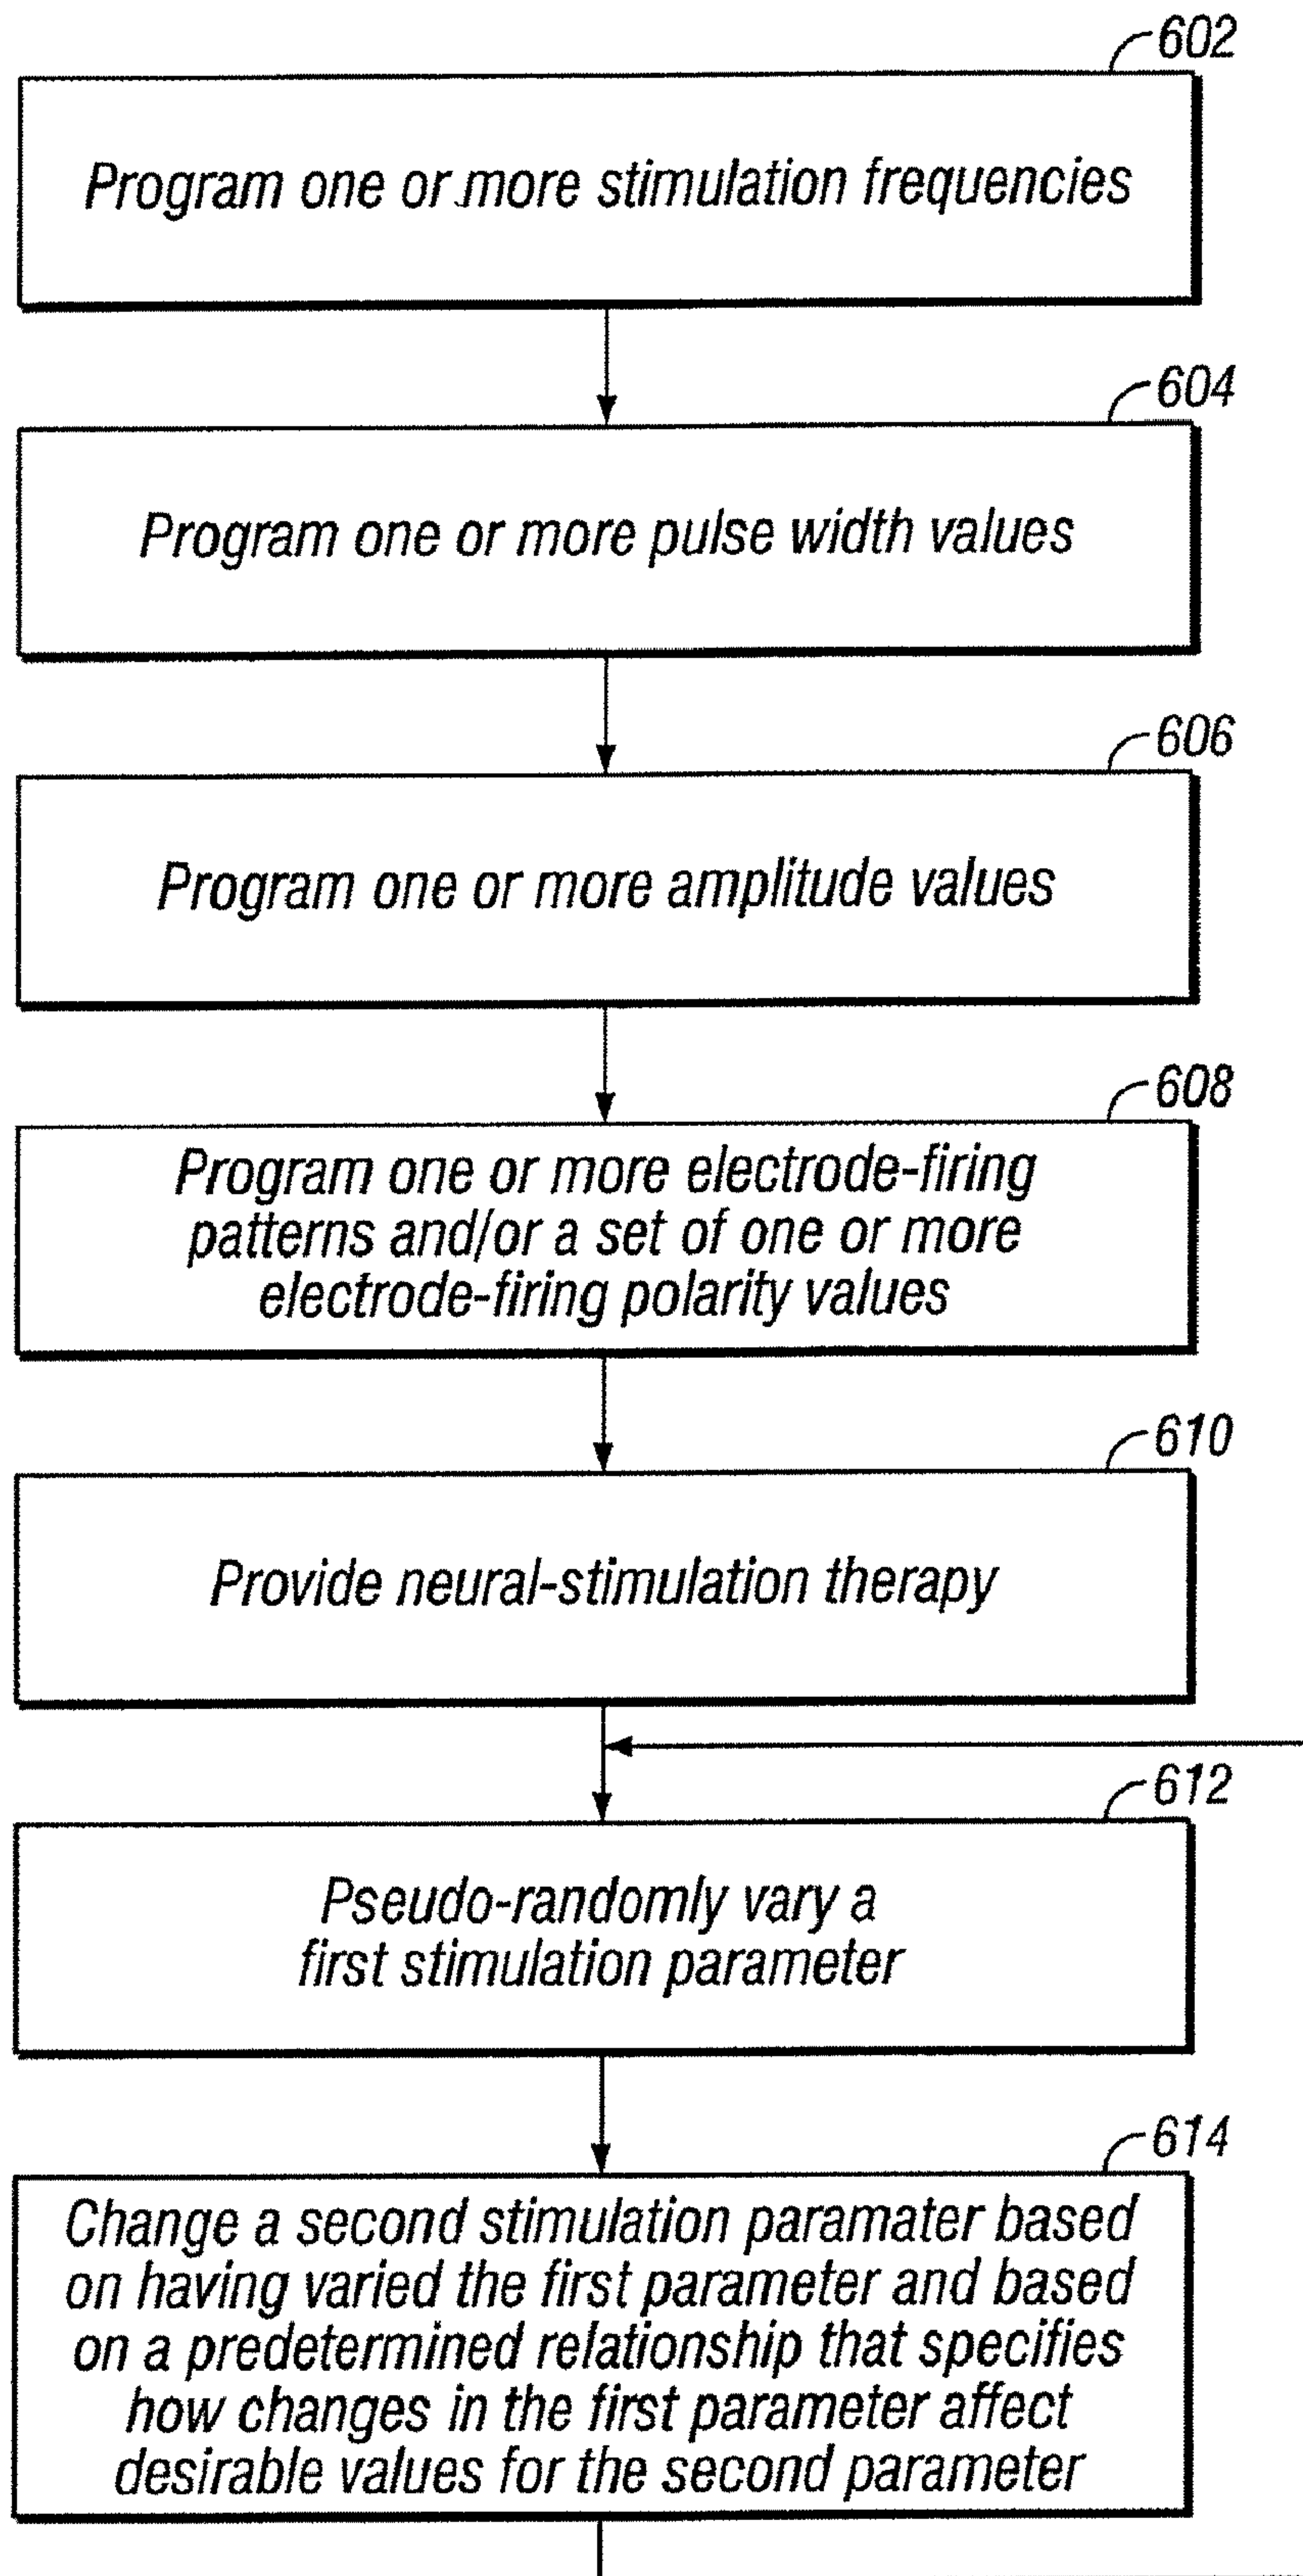 602
Program one or more stimulation frequencies
604
Program one or more pulse width values
606
Program one or more amplitude values
608
Program one or more electrode-firing
patterns and/or a set of one or more
electrode-firing polarity values
610
Provide neural-stimulation therapy
612
Pseudo-randomly vary a
first stimulation parameter
614
Change a second stimulation paramater based
on having varied the first parameter and based
on a predetermined relationship that specifies
how changes in the first parameter affect
desirable values for the second parameter